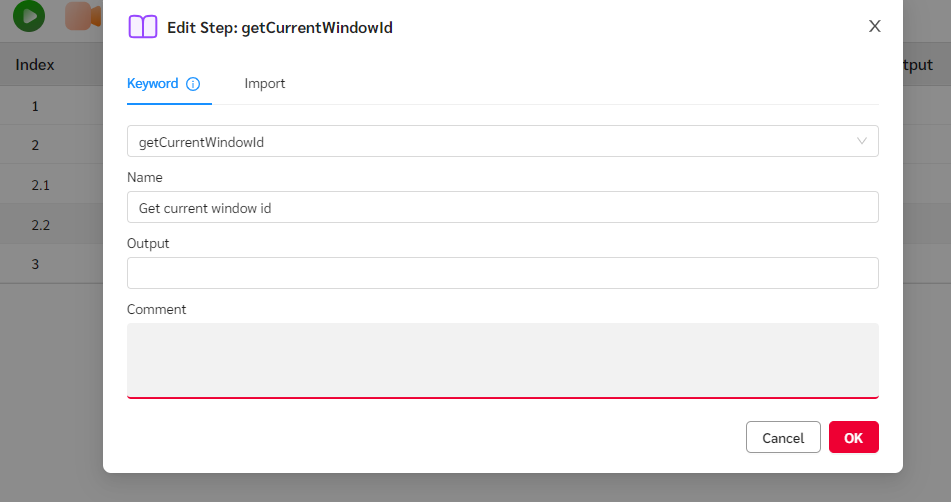 Edit Step: getCurrentWindowId
X
Index
tput
Keyword
Import
1
2
2.1
2.2
3
getCurrentWindowId
Name
Get current window id
Output
Comment
Cancel
OK